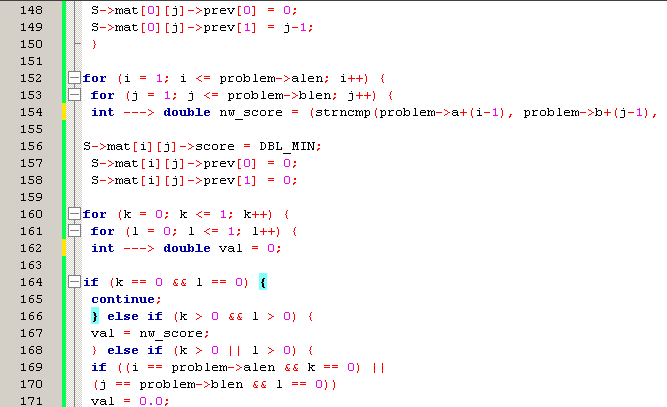 148 S->mat[0][j]->prev[0] = 0;
149 S->mat[0][j]->prev[1] = j-1;
150 }
151
152 for (i = 1; i <= problem->alen; i++) {
153 for (j = 1; j <= problem->blen; j++) {
154 int ---> double nw_score = (strncmp(problem->a+(i-1), problem->b+(j-1),
155
156 S->mat[i][j]->score = DBL_MIN;
157 S->mat[i][j]->prev[0] = 0;
158 S->mat[i][j]->prev[1] = 0;
159
160 for (k = 0; k <= 1; k++) {
161 for (l = 0; l <= 1; l++) {
162 int ---> double val = 0;
163
164 if (k == 0 && l == 0) {
165 continue;
166 } else if (k > 0 && l > 0) {
167 val = nw_score;
168 } else if (k > 0 || l > 0) {
169 if ((i == problem->alen && k == 0) ||
170 (j == problem->blen && l == 0))
171 val = 0.0;